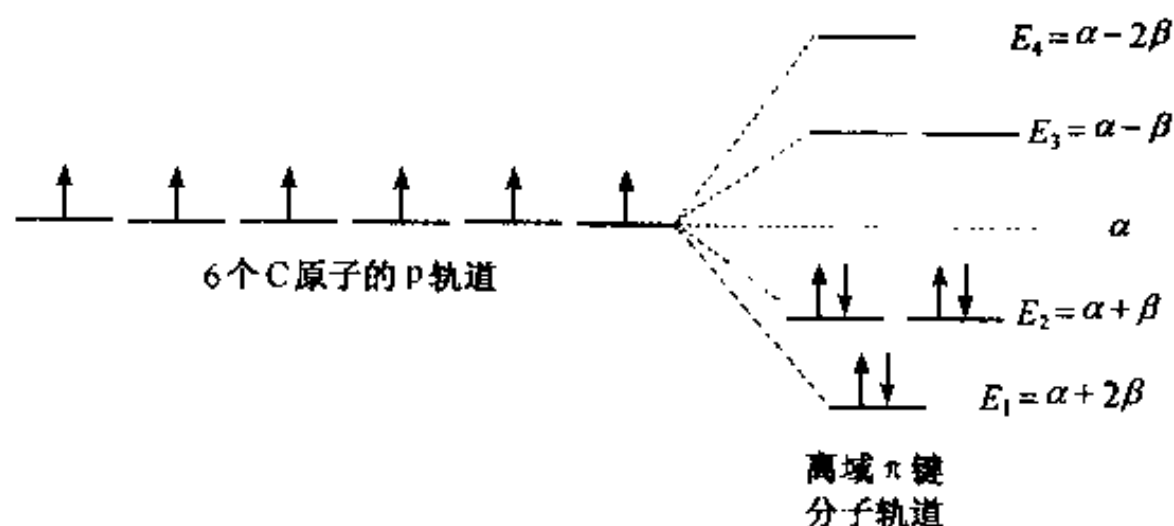 E₄ = α − 2β
E₃ = α − β
α
6个C原子的p轨道
E₂ = α + β
E₁ = α + 2β
离域π键
分子轨道